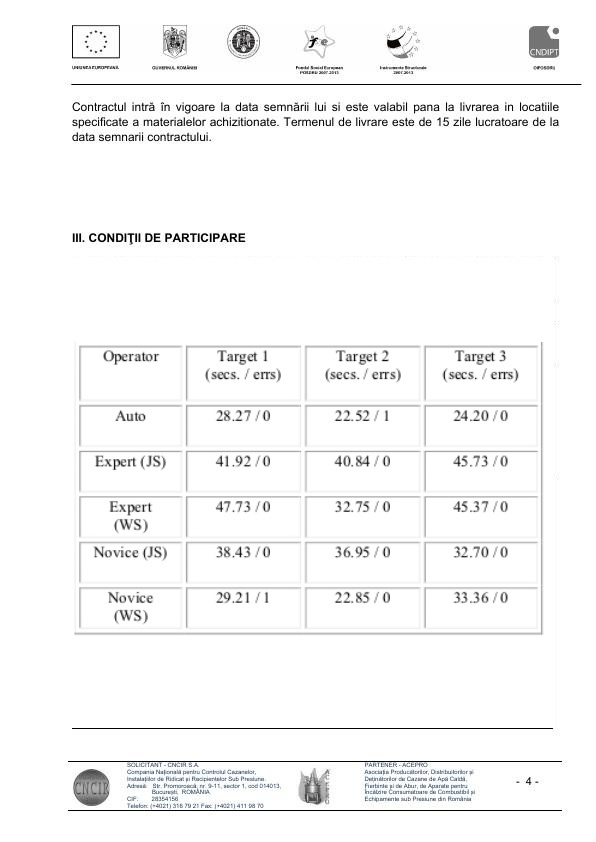 UNIUNEA EUROPEANĂ
GUVERNUL ROMÂNIEI
Fondul Social European
POSDRU 2007-2013
Instrumente Structurale
2007-2013
CNDIPT
OIPOSDRU
Contractul intră în vigoare la data semnării lui si este valabil pana la livrarea in locatiile
specificate a materialelor achizitionate. Termenul de livrare este de 15 zile lucratoare de la
data semnarii contractului.
III. CONDIŢII DE PARTICIPARE
Operator Target 1 Target 2 Target 3
(secs. / errs) (secs. / errs) (secs. / errs)
Auto 28.27 / 0 22.52 / 1 24.20 / 0
Expert (JS) 41.92 / 0 40.84 / 0 45.73 / 0
Expert 47.73 / 0 32.75 / 0 45.37 / 0
(WS)
Novice (JS) 38.43 / 0 36.95 / 0 32.70 / 0
Novice 29.21 / 1 22.85 / 0 33.36 / 0
(WS)
CNCIR
SOLICITANT - CNCIR S.A.
Compania Naţională pentru Controlul Cazanelor,
Instalaţiilor de Ridicat şi Recipientelor Sub Presiune.
Adresă: Str. Promoroacă, nr. 9-11, sector 1, cod 014013,
Bucureşti, ROMÂNIA
CIF: 28354156
Telefon: (+4021) 316 79 21 Fax: (+4021) 411 98 70
PARTENER - ACEPRO
Asociaţia Producătorilor, Distribuitorilor şi
Deţinătorilor de Cazane de Apă Caldă,
Fierbinte şi de Abur, de Aparate pentru
Încălzire Consumatoare de Combustibil şi
Echipamente sub Presiune din România
- 4 -